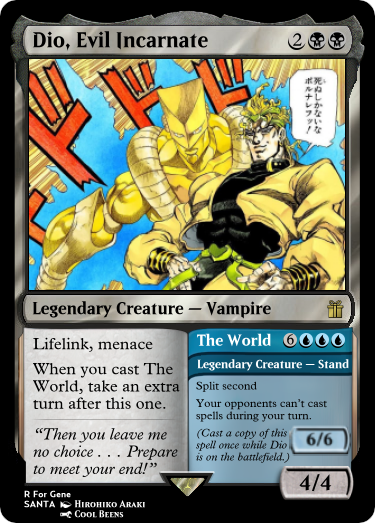 Dio, Evil Incarnate 2
死ぬしかないな
ポルナレフッ!
ドド
Legendary Creature — Vampire
Lifelink, menace
When you cast The
World, take an extra
turn after this one.
“Then you leave me
no choice . . . Prepare
to meet your end!”
The World 6
Legendary Creature — Stand
Split second
Your opponents can't cast
spells during your turn.
(Cast a copy of this
spell once while Dio
is on the battlefield.)
6/6
4/4
R For Gene
SANTA Hirohiko Araki
Cool Beens